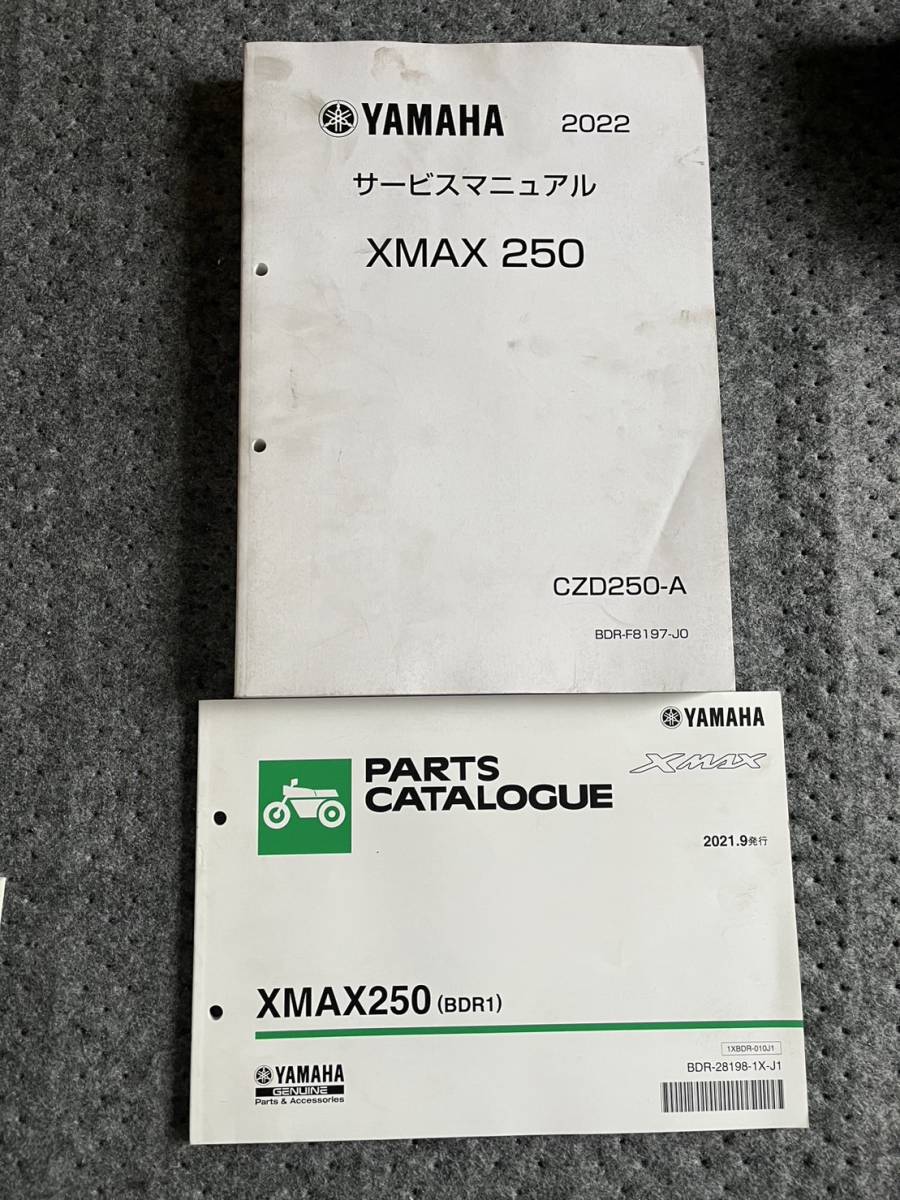 YAMAHA 2022
サービスマニュアル
XMAX 250
CZD250-A
BDR-F8197-J0
YAMAHA
XMAX
PARTS
CATALOGUE
2021.9発行
XMAX250 (BDR1)
1XBDR-010J1
BDR-28198-1X-J1
YAMAHA
GENUINE
Parts & Accessories